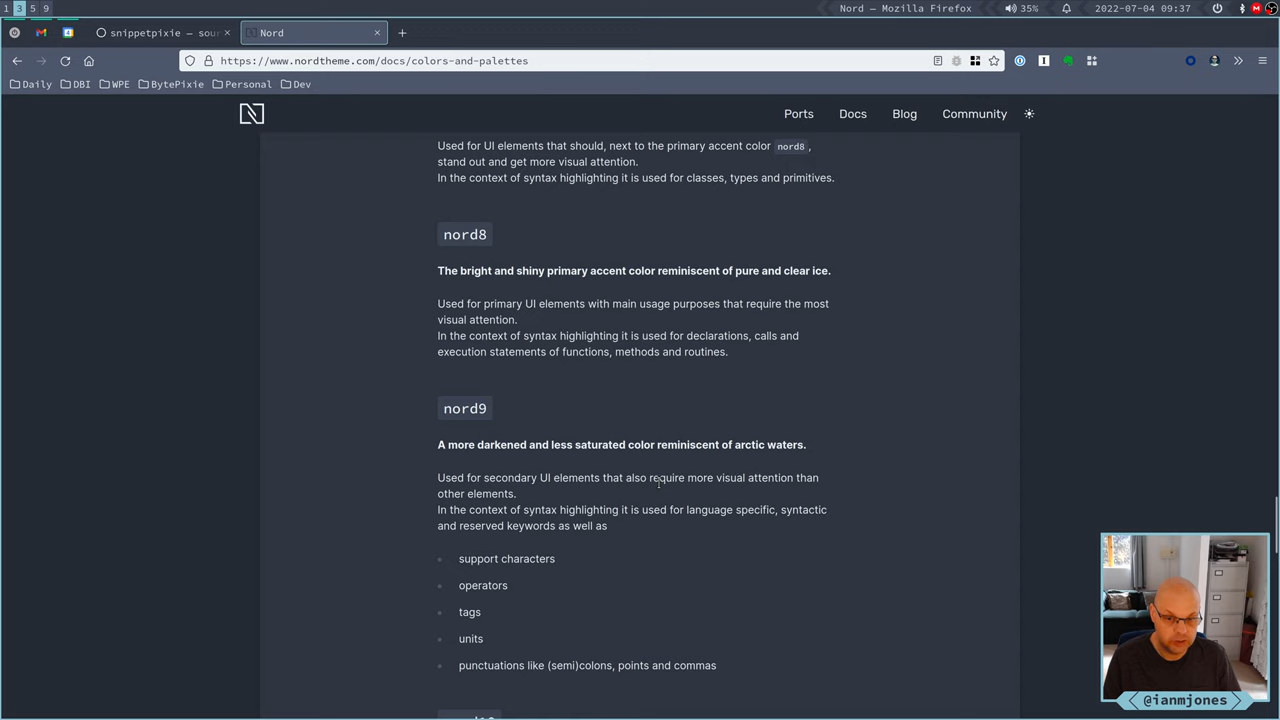 1 3 5 9
Nord — Mozilla Firefox
35%
2022-07-04 09:37
snippetpixie — sour
Nord
https://www.nordtheme.com/docs/colors-and-palettes
Daily DBI WPE BytePixie Personal Dev
Ports Docs Blog Community
Used for UI elements that should, next to the primary accent color nord8,
stand out and get more visual attention.
In the context of syntax highlighting it is used for classes, types and primitives.
nord8
The bright and shiny primary accent color reminiscent of pure and clear ice.
Used for primary UI elements with main usage purposes that require the most
visual attention.
In the context of syntax highlighting it is used for declarations, calls and
execution statements of functions, methods and routines.
nord9
A more darkened and less saturated color reminiscent of arctic waters.
Used for secondary UI elements that also require more visual attention than
other elements.
In the context of syntax highlighting it is used for language specific, syntactic
and reserved keywords as well as
support characters
operators
tags
units
punctuations like (semi)colons, points and commas
@ianmjones